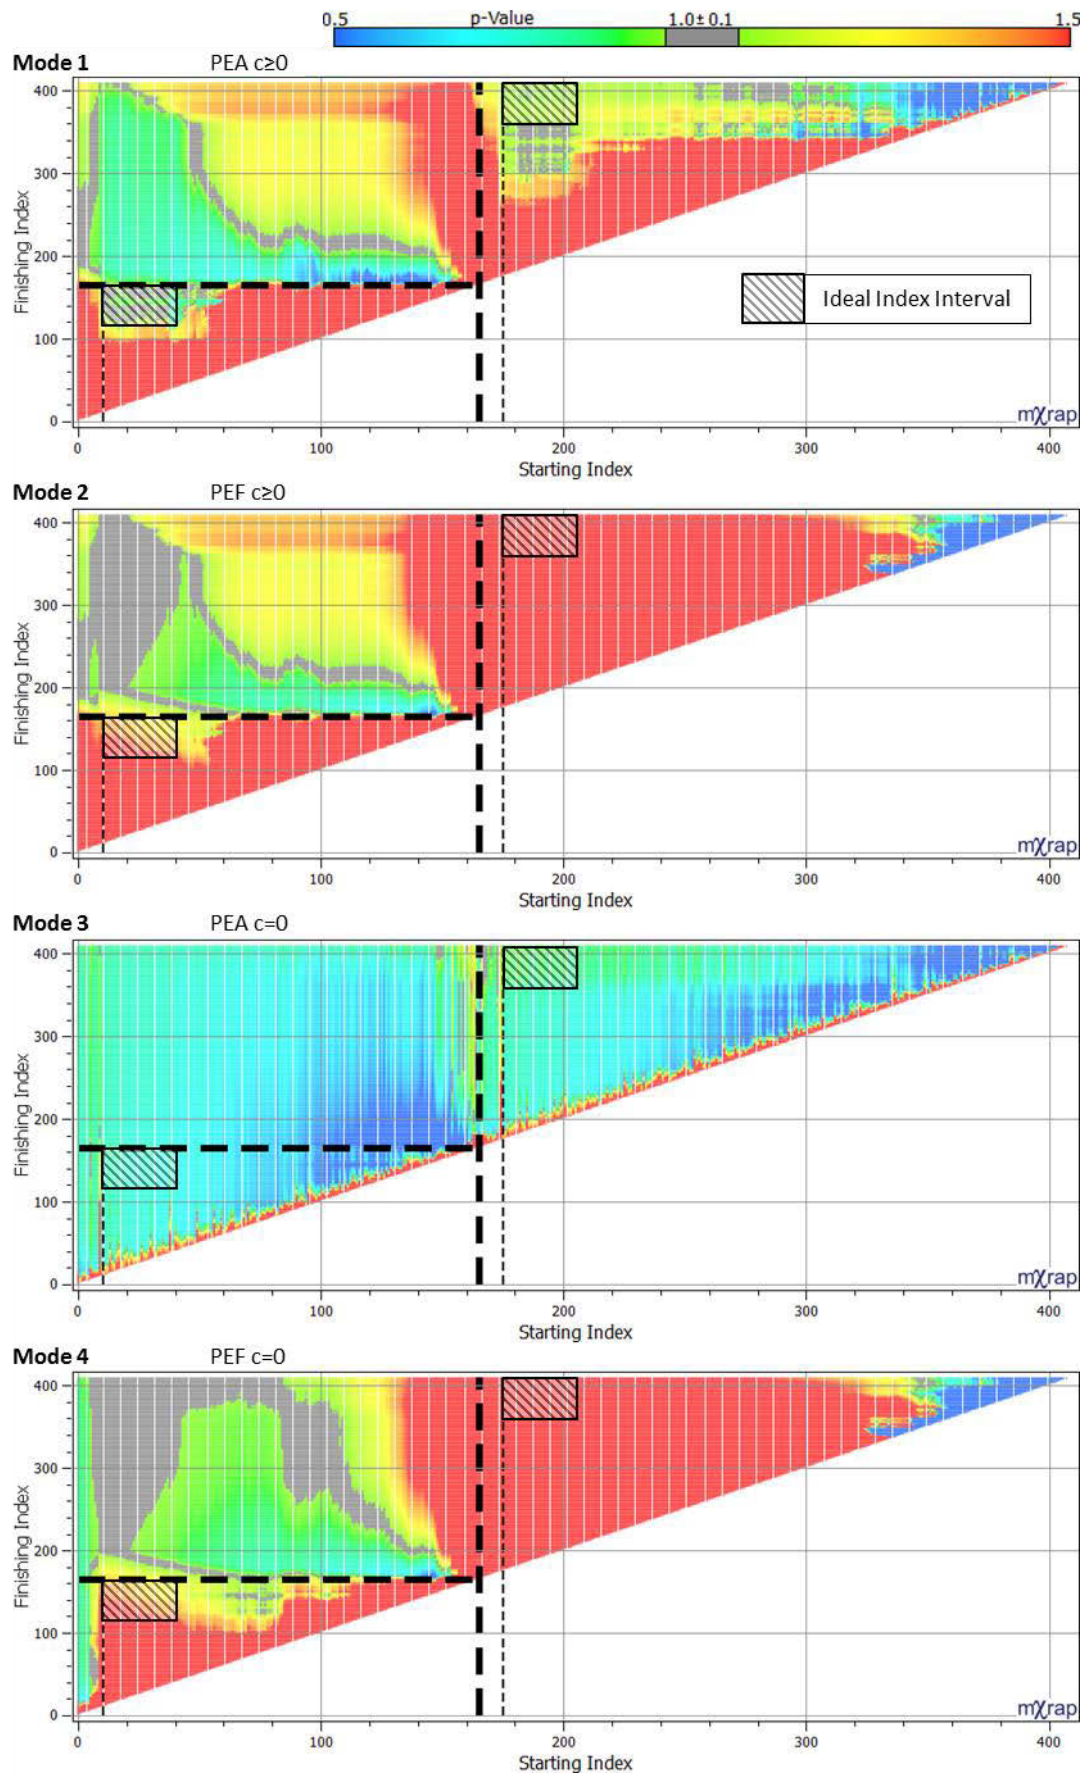 0.5 p-Value 1.0± 0.1 1.5
Mode 1 PEA c≥0
400
300
200
100
0
Finishing Index
Ideal Index Interval
mχrap
0 100 200 300 400
Starting Index
Mode 2 PEF c≥0
400
300
200
100
0
Finishing Index
mχrap
0 100 200 300 400
Starting Index
Mode 3 PEA c=0
400
300
200
100
0
Finishing Index
mχrap
0 100 200 300 400
Starting Index
Mode 4 PEF c=0
400
300
200
100
0
Finishing Index
mχrap
0 100 200 300 400
Starting Index